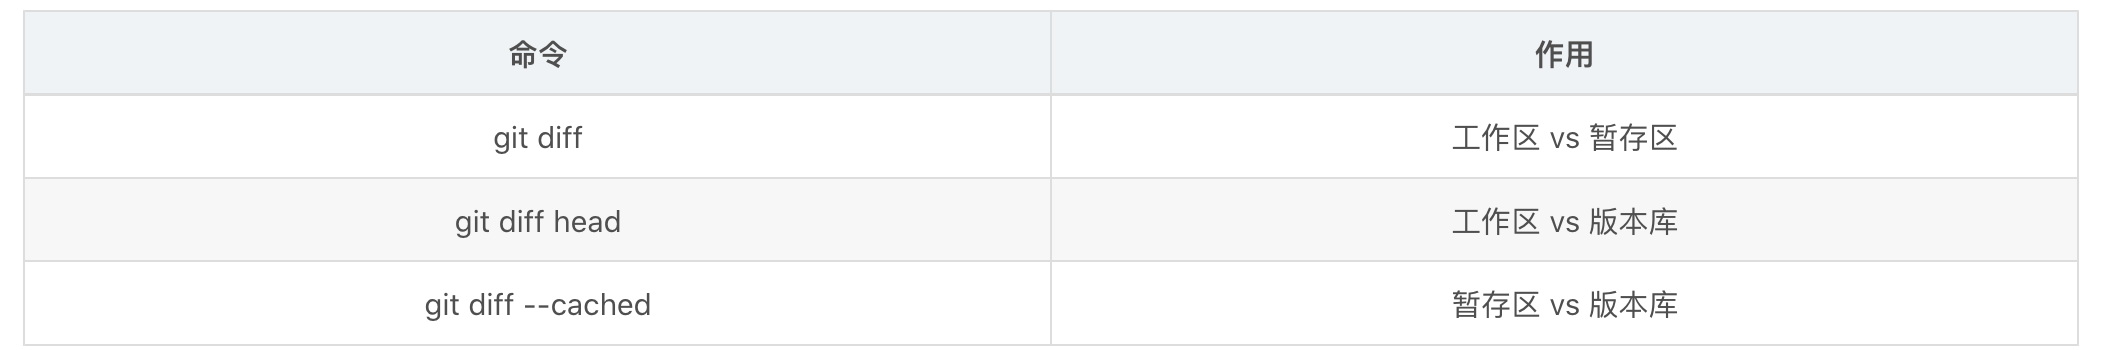 命令 作用
git diff 工作区 vs 暂存区
git diff head 工作区 vs 版本库
git diff --cached 暂存区 vs 版本库